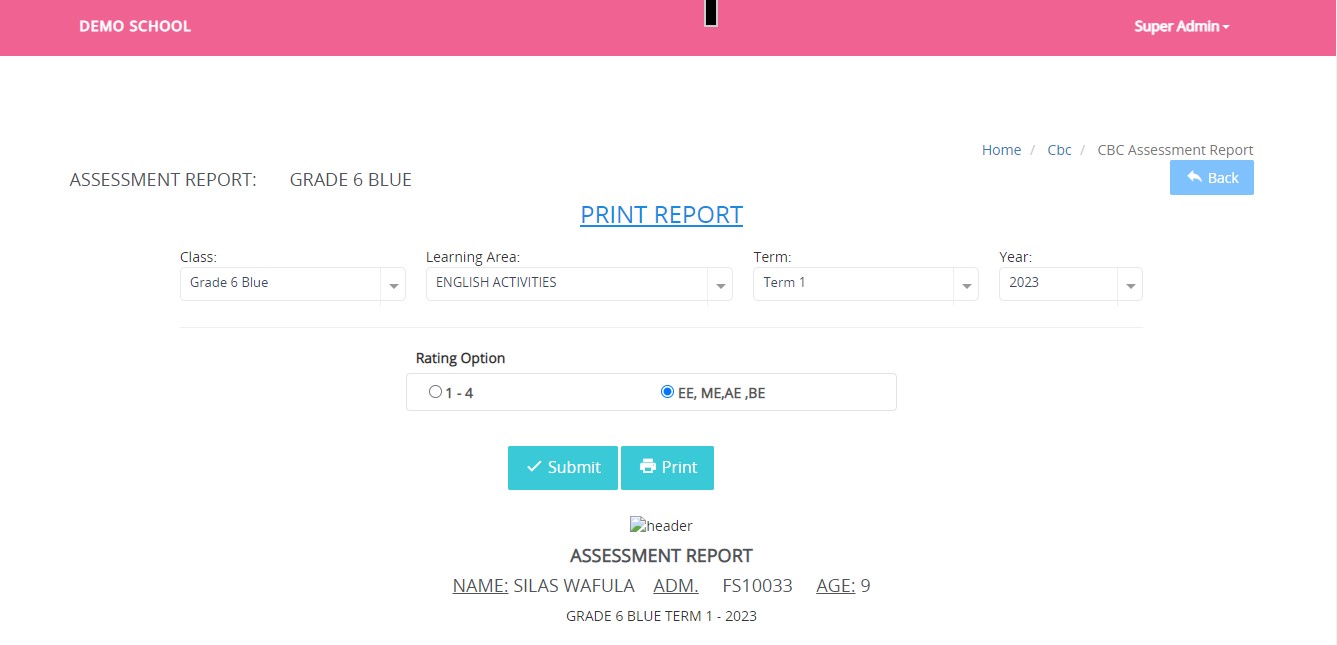 DEMO SCHOOL
Super Admin
Home / Cbc / CBC Assessment Report
ASSESSMENT REPORT: GRADE 6 BLUE
Back
PRINT REPORT
Class: Learning Area: Term: Year:
Grade 6 Blue ENGLISH ACTIVITIES Term 1 2023
Rating Option
1 - 4 EE, ME,AE ,BE
Submit Print
header
ASSESSMENT REPORT
NAME: SILAS WAFULA ADM. FS10033 AGE: 9
GRADE 6 BLUE TERM 1 - 2023